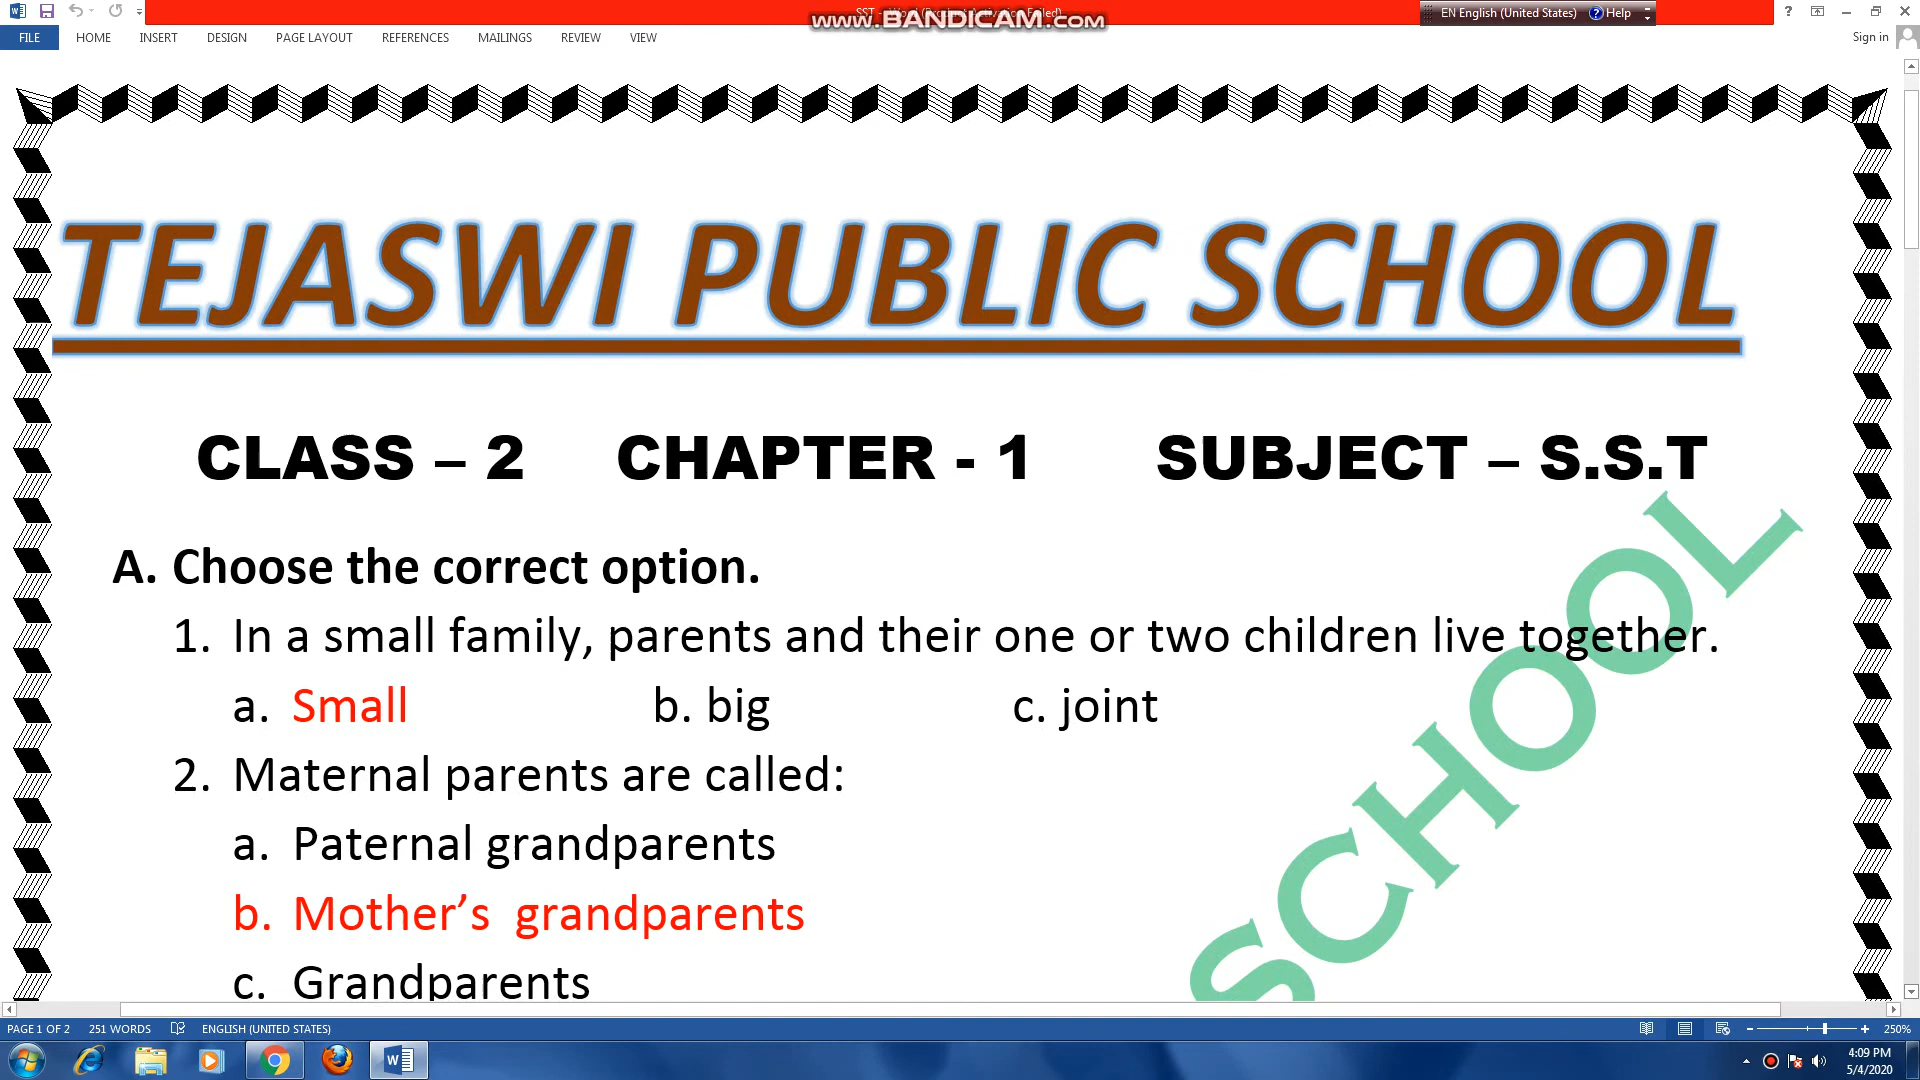 www.BANDICAM.com
EN English (United States) Help
FILE HOME INSERT DESIGN PAGE LAYOUT REFERENCES MAILINGS REVIEW VIEW Sign in
TEJASWI PUBLIC SCHOOL
CLASS – 2 CHAPTER - 1 SUBJECT – S.S.T
A. Choose the correct option.
1. In a small family, parents and their one or two children live together.
a. Small b. big c. joint
2. Maternal parents are called:
a. Paternal grandparents
b. Mother’s grandparents
c. Grandparents
SCHOOL
PAGE 1 OF 2 251 WORDS ENGLISH (UNITED STATES) 250%
4:09 PM
5/4/2020